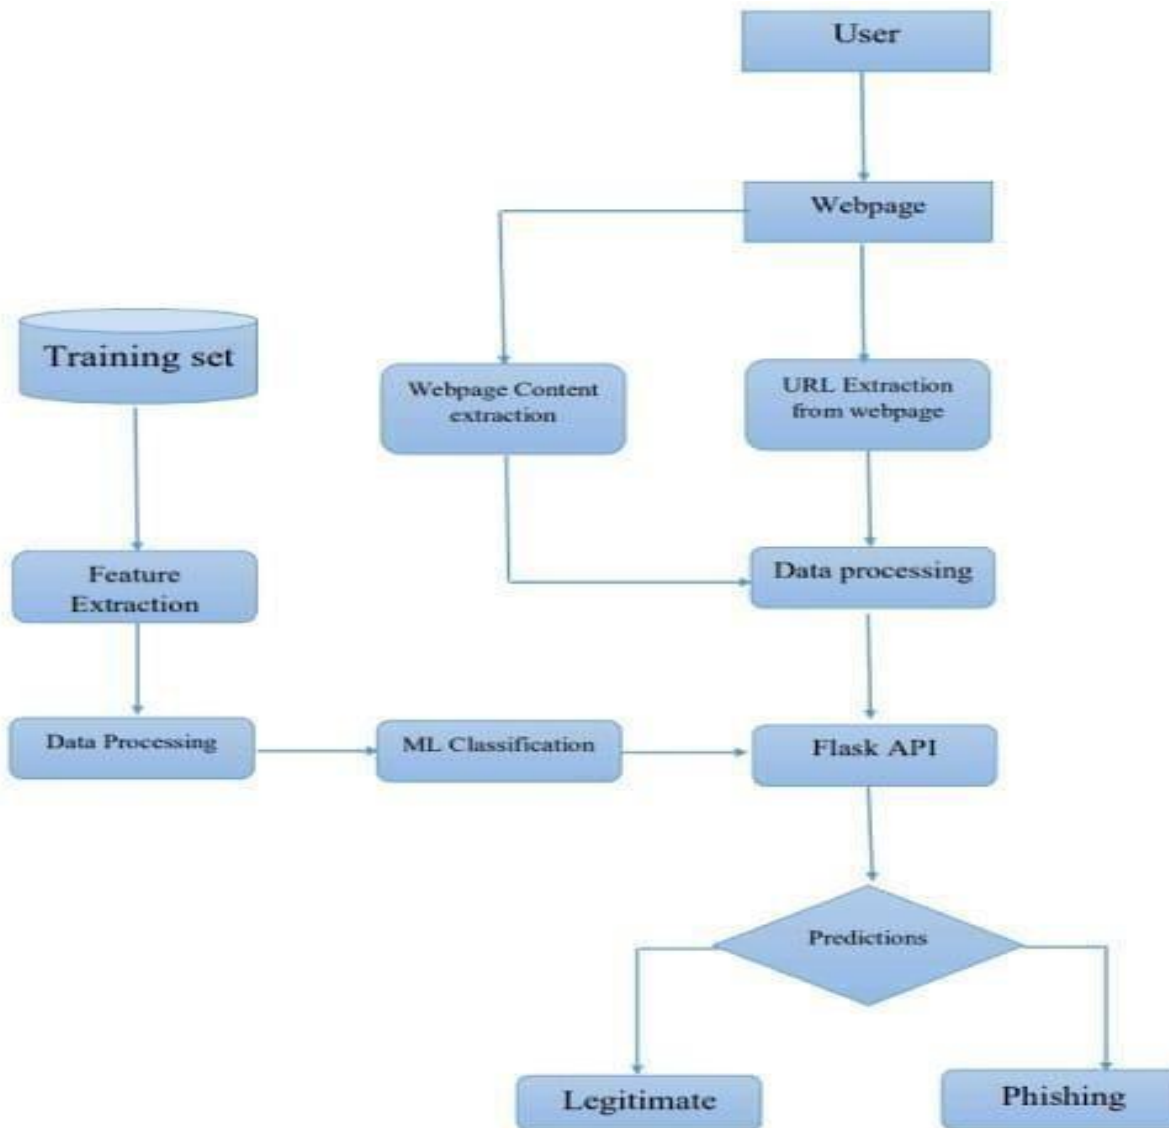 User
Webpage
Training set
Webpage Content
extraction
URL Extraction
from webpage
Feature
Extraction
Data processing
Data Processing
ML Classification
Flask API
Predictions
Legitimate
Phishing